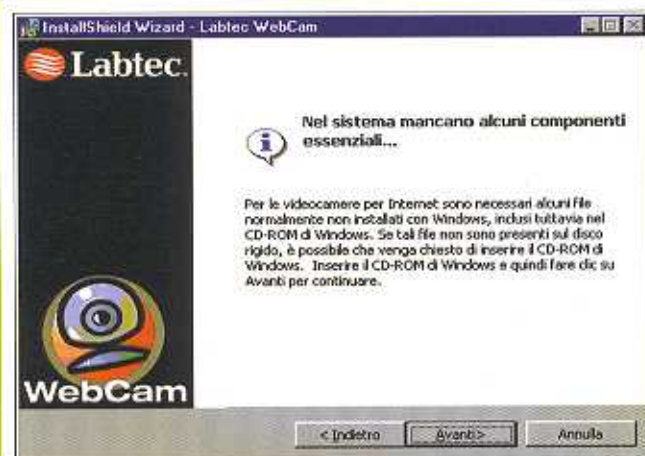 InstallShield Wizard - Labtec WebCam
Labtec.
Nel sistema mancano alcuni componenti
essenziali...
Per le videocamere per Internet sono necessari alcuni file
normalmente non installati con Windows, inclusi tuttavia nel
CD-ROM di Windows. Se tali file non sono presenti sul disco
rigido, è possibile che venga chiesto di inserire il CD-ROM di
Windows. Inserire il CD-ROM di Windows e quindi fare clic su
Avanti per continuare.
WebCam
< Indietro
Avanti >
Annulla